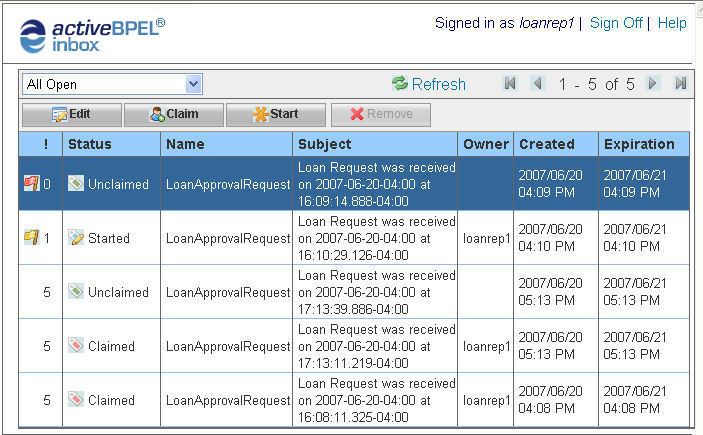 activeBPEL®
inbox
Signed in as loanrep1 | Sign Off | Help
All Open
Refresh
1 - 5 of 5
Edit
Claim
Start
Remove
! Status Name Subject Owner Created Expiration
0 Unclaimed LoanApprovalRequest
Loan Request was received
on 2007-06-20-04:00 at
16:09:14.888-04:00
2007/06/20
04:09 PM
2007/06/21
04:09 PM
1 Started LoanApprovalRequest
Loan Request was received
on 2007-06-20-04:00 at
16:10:29.126-04:00
loanrep1
2007/06/20
04:10 PM
2007/06/21
04:10 PM
5 Unclaimed LoanApprovalRequest
Loan Request was received
on 2007-06-20-04:00 at
17:13:39.886-04:00
2007/06/20
05:13 PM
2007/06/21
05:13 PM
5 Claimed LoanApprovalRequest
Loan Request was received
on 2007-06-20-04:00 at
17:13:11.219-04:00
loanrep1
2007/06/20
05:13 PM
2007/06/21
05:13 PM
5 Claimed LoanApprovalRequest
Loan Request was received
on 2007-06-20-04:00 at
16:08:11.325-04:00
loanrep1
2007/06/20
04:08 PM
2007/06/21
04:08 PM